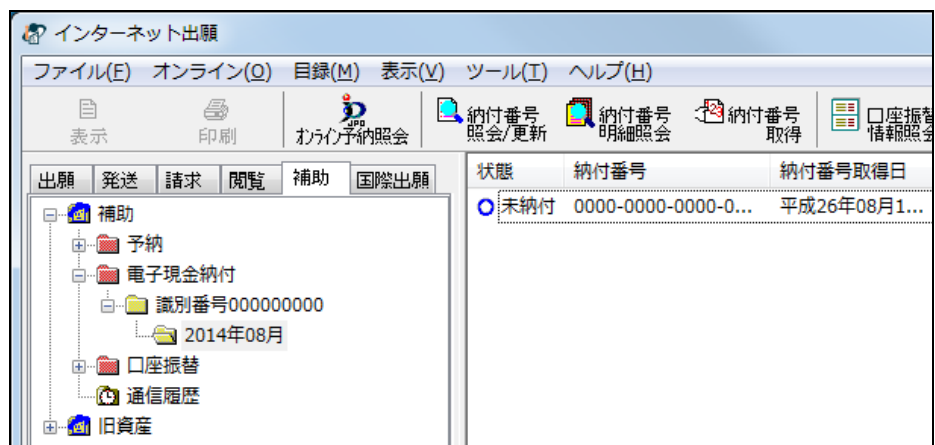 インターネット出願
ファイル(F) オンライン(O) 目録(M) 表示(V) ツール(T) ヘルプ(H)
表示
印刷
JPO
オンライン予納照会
納付番号
照会/更新
納付番号
明細照会
納付番号
取得
口座振替
情報照会
出願 発送 請求 閲覧 補助 国際出願
補助
予納
電子現金納付
識別番号000000000
2014年08月
口座振替
通信履歴
旧資産
状態 納付番号 納付番号取得日
未納付 0000-0000-0000-0... 平成26年08月1...